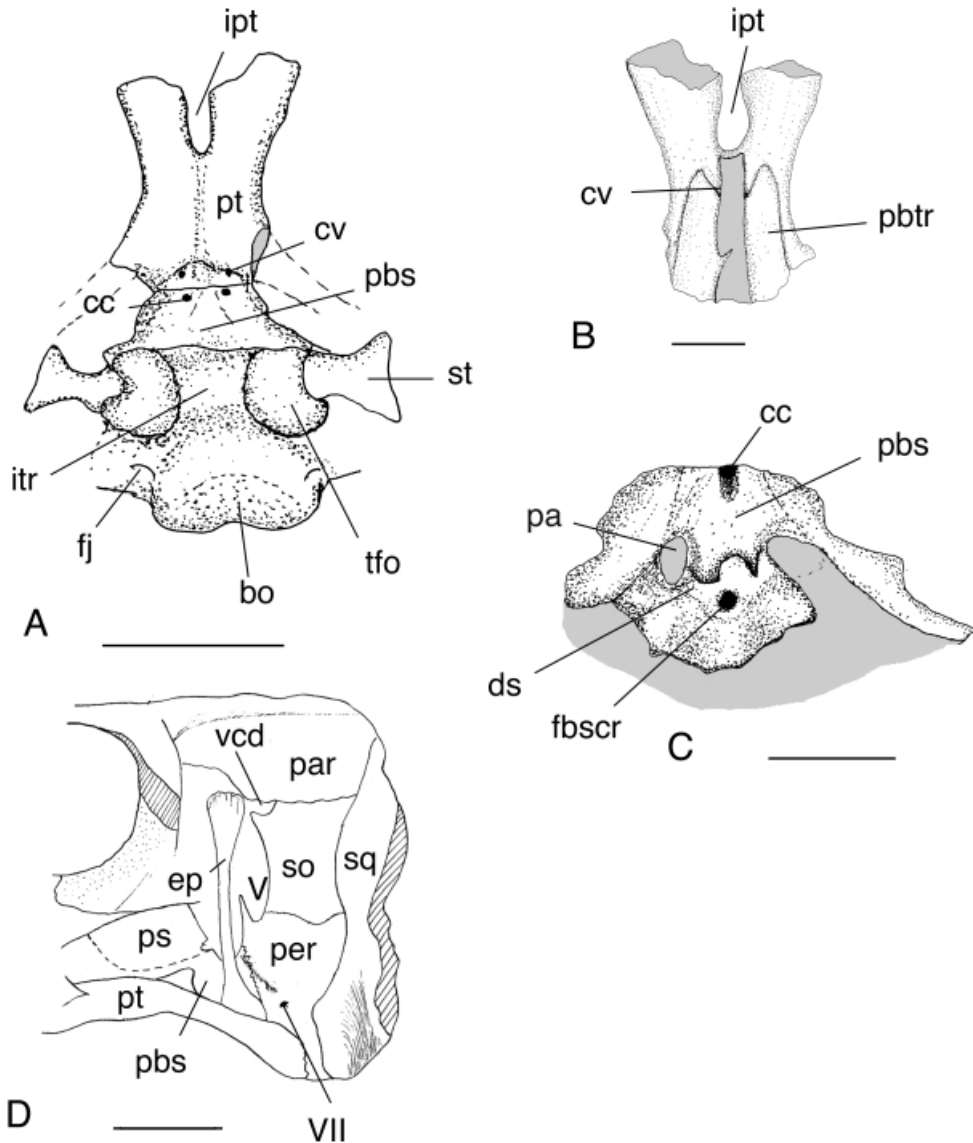 ipt
pt
cv
pbs
cc
st
itr
fj
bo
tfo
A
ipt
cv
pbtr
B
cc
pbs
pa
ds
fbscr
C
vcd
par
ep
V
so
sq
ps
per
pt
pbs
VII
D